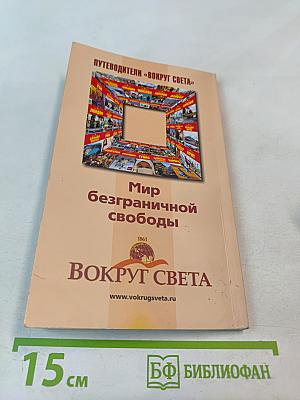 ПУТЕВОДИТЕЛИ «ВОКРУГ СВЕТА»
Мир
безграничной
свободы
1861
ВОКРУГ СВЕТА
www.vokrugsveta.ru
15 см
БФ БИБЛИОФАН